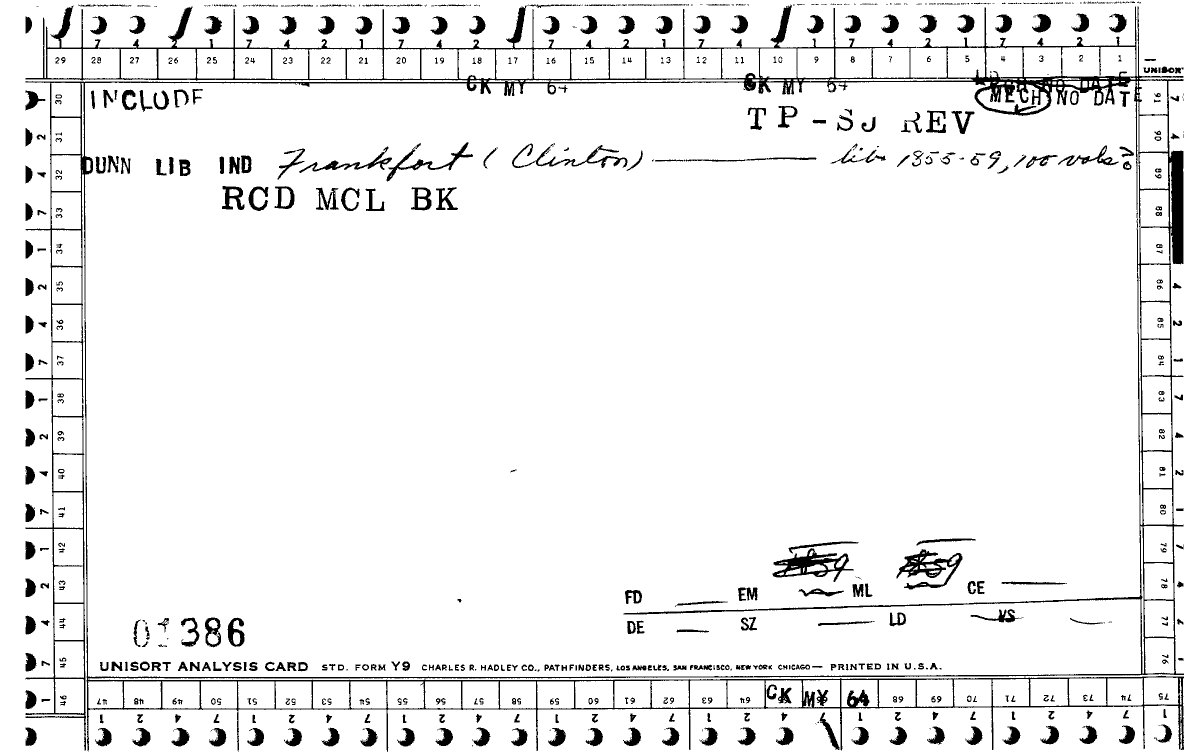 1 7 4 2 1 7 4 2 1 7 4 2 1 7 4 2 1 7 4 2 1 7 4 2 1 7 4 2 1
29 28 27 26 25 24 23 22 21 20 19 18 17 16 15 14 13 12 11 10 9 8 7 6 5 4 3 2 1
UNISORT
CK MY 64 CK MY 64 NO DATE
INCLUDE MECH NO DATE
TP-SJ REV
DUNN LIB IND Frankfort (Clinton) — lib 1855-59, 100 vols
RCD MCL BK
30 31 32 33 34 35 36 37 38 39 40 41 42 43 44 45 46
91 90 89 88 87 86 85 84 83 82 81 80 79 78 77 76 75
FD EM ML CE
DE SZ LD VS
01386
UNISORT ANALYSIS CARD STD. FORM Y9 CHARLES R. HADLEY CO., PATHFINDERS, LOS ANGELES, SAN FRANCISCO, NEW YORK CHICAGO — PRINTED IN U.S.A.
47 48 49 50 51 52 53 54 55 56 57 58 59 60 61 62 63 64 CK MY 64 68 69 70 71 72 73 74
1 2 4 7 1 2 4 7 1 2 4 7 1 2 4 7 1 2 4 1 2 4 7 1 2 4 7 1